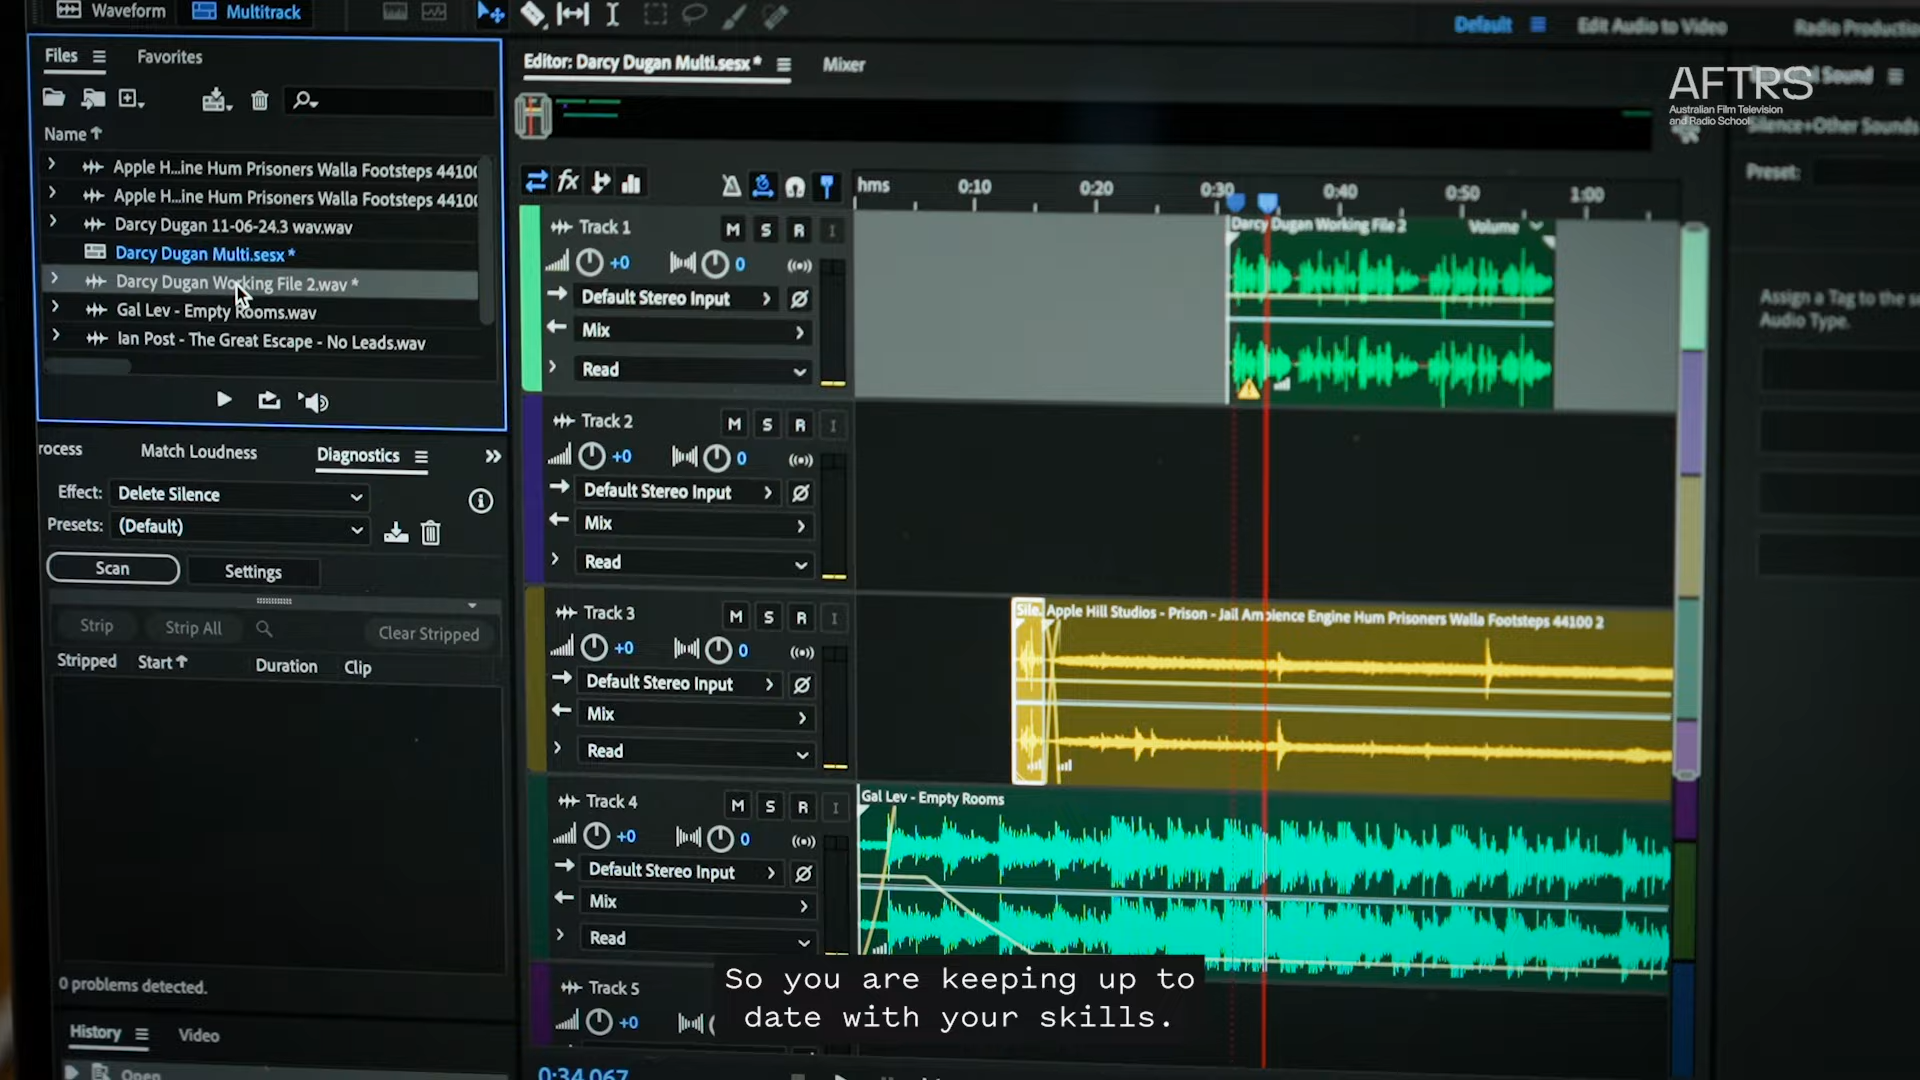 Waveform
Multitrack
Default
Edit Audio to Video
Radio Production
Files
Favorites
Editor: Darcy Dugan Multi.sesx *
Mixer
AFTRS
Australian Film Television
and Radio School
Sound
Silence+Other Sounds
Preset:
Assign a Tag to the se
Audio Type.
Name
Apple H...ine Hum Prisoners Walla Footsteps 44100
Apple H...ine Hum Prisoners Walla Footsteps 44100
Darcy Dugan 11-06-24.3 wav.wav
Darcy Dugan Multi.sesx *
Darcy Dugan Working File 2.wav *
Gal Lev - Empty Rooms.wav
Ian Post - The Great Escape - No Leads.wav
rocess
Match Loudness
Diagnostics
Effect: Delete Silence
Presets: (Default)
Scan
Settings
Strip
Strip All
Clear Stripped
Stripped
Start
Duration
Clip
0 problems detected.
History
Video
Open
fx
hms
0:10
0:20
0:30
0:40
0:50
1:00
Track 1
M S R I
+0
0
Default Stereo Input
Mix
Read
Darcy Dugan Working File 2
Volume
Track 2
M S R I
+0
0
Default Stereo Input
Mix
Read
Track 3
M S R I
+0
0
Default Stereo Input
Mix
Read
Sile.
Apple Hill Studios - Prison - Jail Ambience Engine Hum Prisoners Walla Footsteps 44100 2
Track 4
M S R I
+0
0
Default Stereo Input
Mix
Read
Gal Lev - Empty Rooms
Track 5
+0
0:34.067
So you are keeping up to
date with your skills.